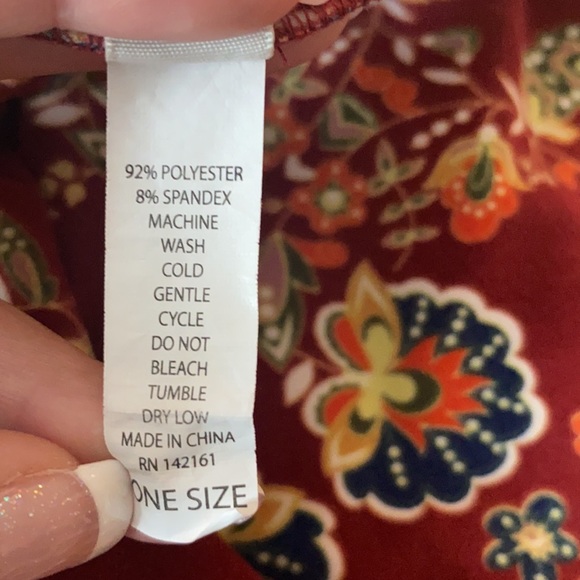 92% POLYESTER
8% SPANDEX
MACHINE
WASH
COLD
GENTLE
CYCLE
DO NOT
BLEACH
TUMBLE
DRY LOW
MADE IN CHINA
RN 142161
ONE SIZE